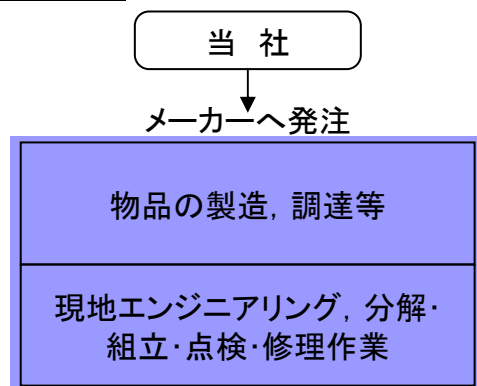 当 社
メーカーへ発注
物品の製造，調達等
現地エンジニアリング，分解・
組立・点検・修理作業